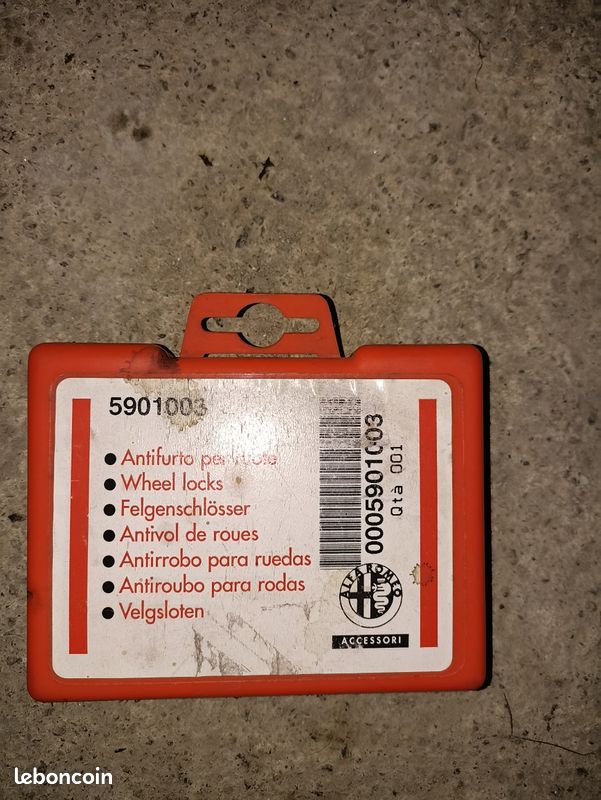 5901003
Antifurto per ruote
Wheel locks
Felgenschlösser
Antivol de roues
Antirrobo para ruedas
Antiroubo para rodas
Velgsloten
0005901003
Qtà 001
ALFA ROMEO
ACCESSORI
leboncoin